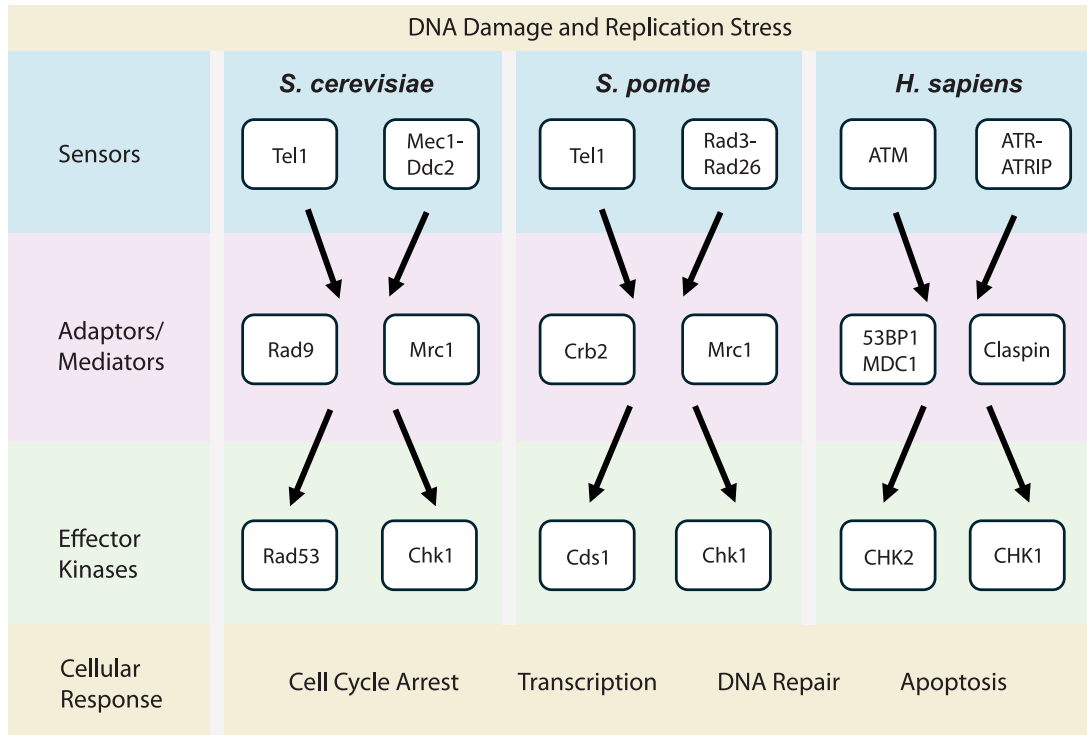 DNA Damage and Replication Stress
S. cerevisiae
S. pombe
H. sapiens
Sensors
Tel1
Mec1-
Ddc2
Tel1
Rad3-
Rad26
ATM
ATR-
ATRIP
Adaptors/
Mediators
Rad9
Mrc1
Crb2
Mrc1
53BP1
MDC1
Claspin
Effector
Kinases
Rad53
Chk1
Cds1
Chk1
CHK2
CHK1
Cellular
Response
Cell Cycle Arrest
Transcription
DNA Repair
Apoptosis